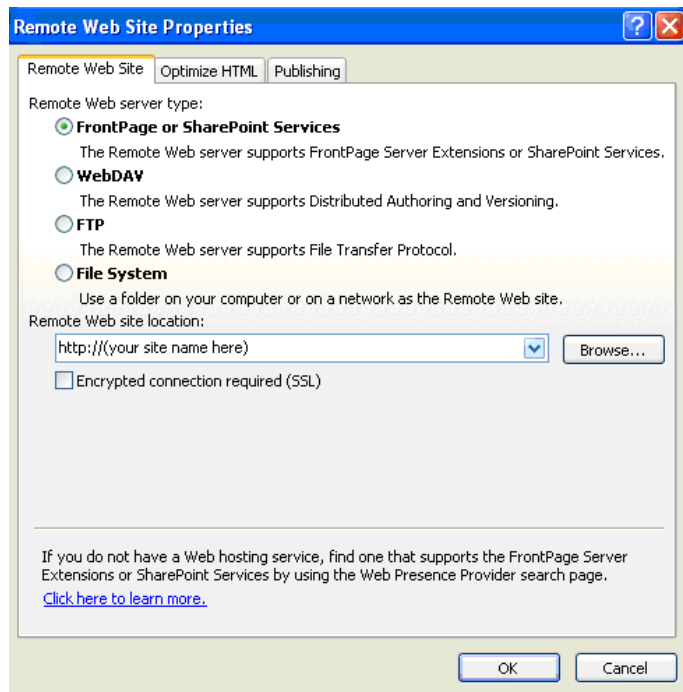 Remote Web Site Properties
Remote Web Site Optimize HTML Publishing
Remote Web server type:
FrontPage or SharePoint Services
The Remote Web server supports FrontPage Server Extensions or SharePoint Services.
WebDAV
The Remote Web server supports Distributed Authoring and Versioning.
FTP
The Remote Web server supports File Transfer Protocol.
File System
Use a folder on your computer or on a network as the Remote Web site.
Remote Web site location:
http://(your site name here) Browse...
Encrypted connection required (SSL)
If you do not have a Web hosting service, find one that supports the FrontPage Server
Extensions or SharePoint Services by using the Web Presence Provider search page.
Click here to learn more.
OK Cancel